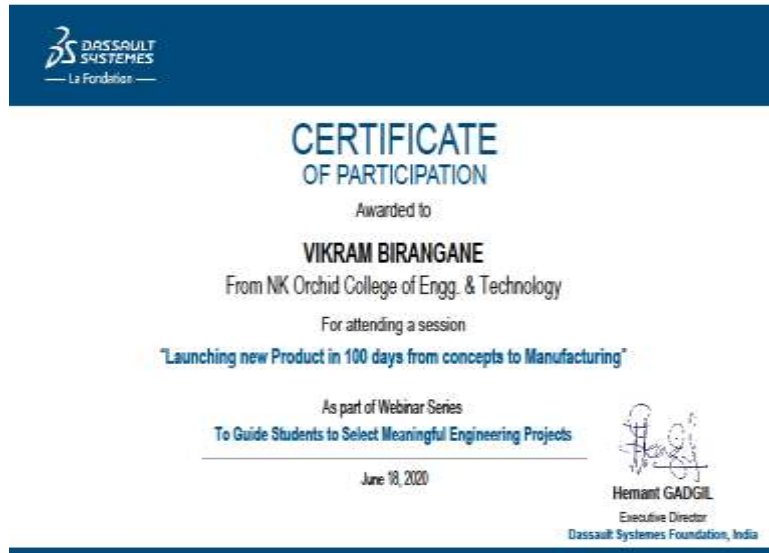 DASSAULT
SYSTEMES
La Fondation
CERTIFICATE
OF PARTICIPATION
Awarded to
VIKRAM BIRANGANE
From NK Orchid College of Engg. & Technology
For attending a session
"Launching new Product in 100 days from concepts to Manufacturing"
As part of Webinar Series
To Guide Students to Select Meaningful Engineering Projects
June 18, 2020
Hemant GADGIL
Executive Director
Dassault Systemes Foundation, India